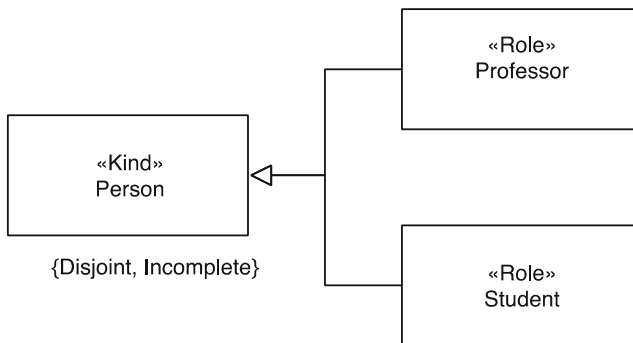 «Role»
Professor
«Kind»
Person
{Disjoint, Incomplete}
«Role»
Student